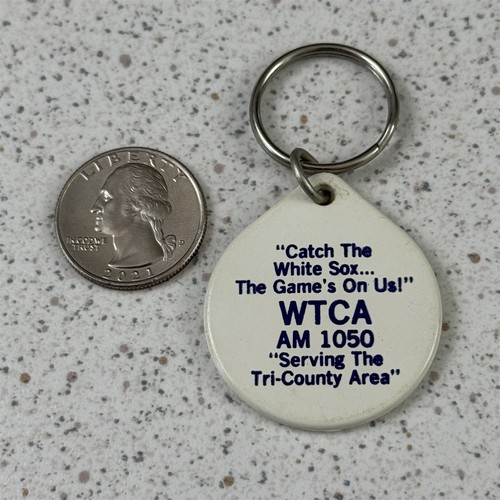 LIBERTY
IN GOD WE
TRUST
D
2021
"Catch The
White Sox...
The Game's On Us!"
WTCA
AM 1050
"Serving The
Tri-County Area"